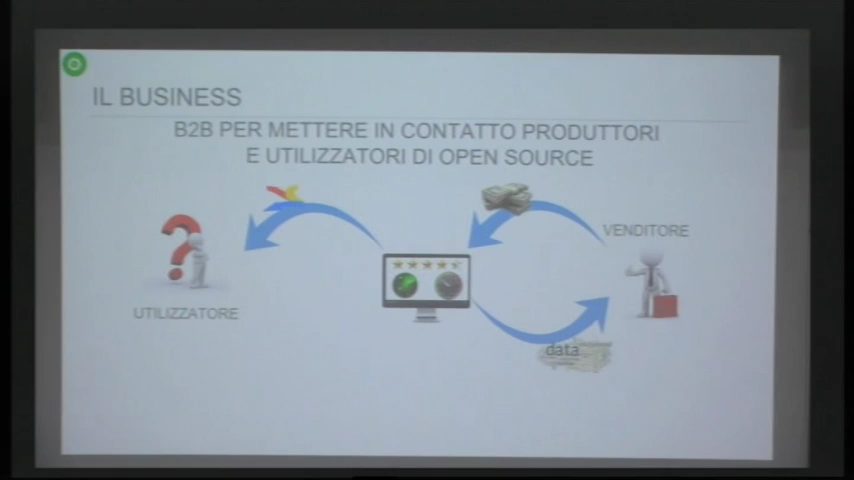 IL BUSINESS
B2B PER METTERE IN CONTATTO PRODUTTORI
E UTILIZZATORI DI OPEN SOURCE
VENDITORE
UTILIZZATORE
data